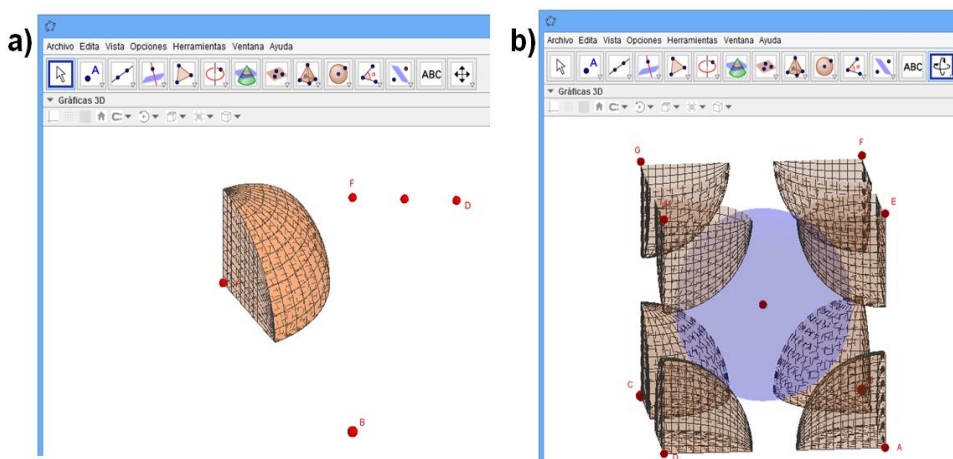 a)
Archivo Edita Vista Opciones Herramientas Ventana Ayuda
A
ABC
Gráficas 3D
F
D
B
b)
Archivo Edita Vista Opciones Herramientas Ventana Ayuda
A
ABC
Gráficas 3D
G
F
E
C
A